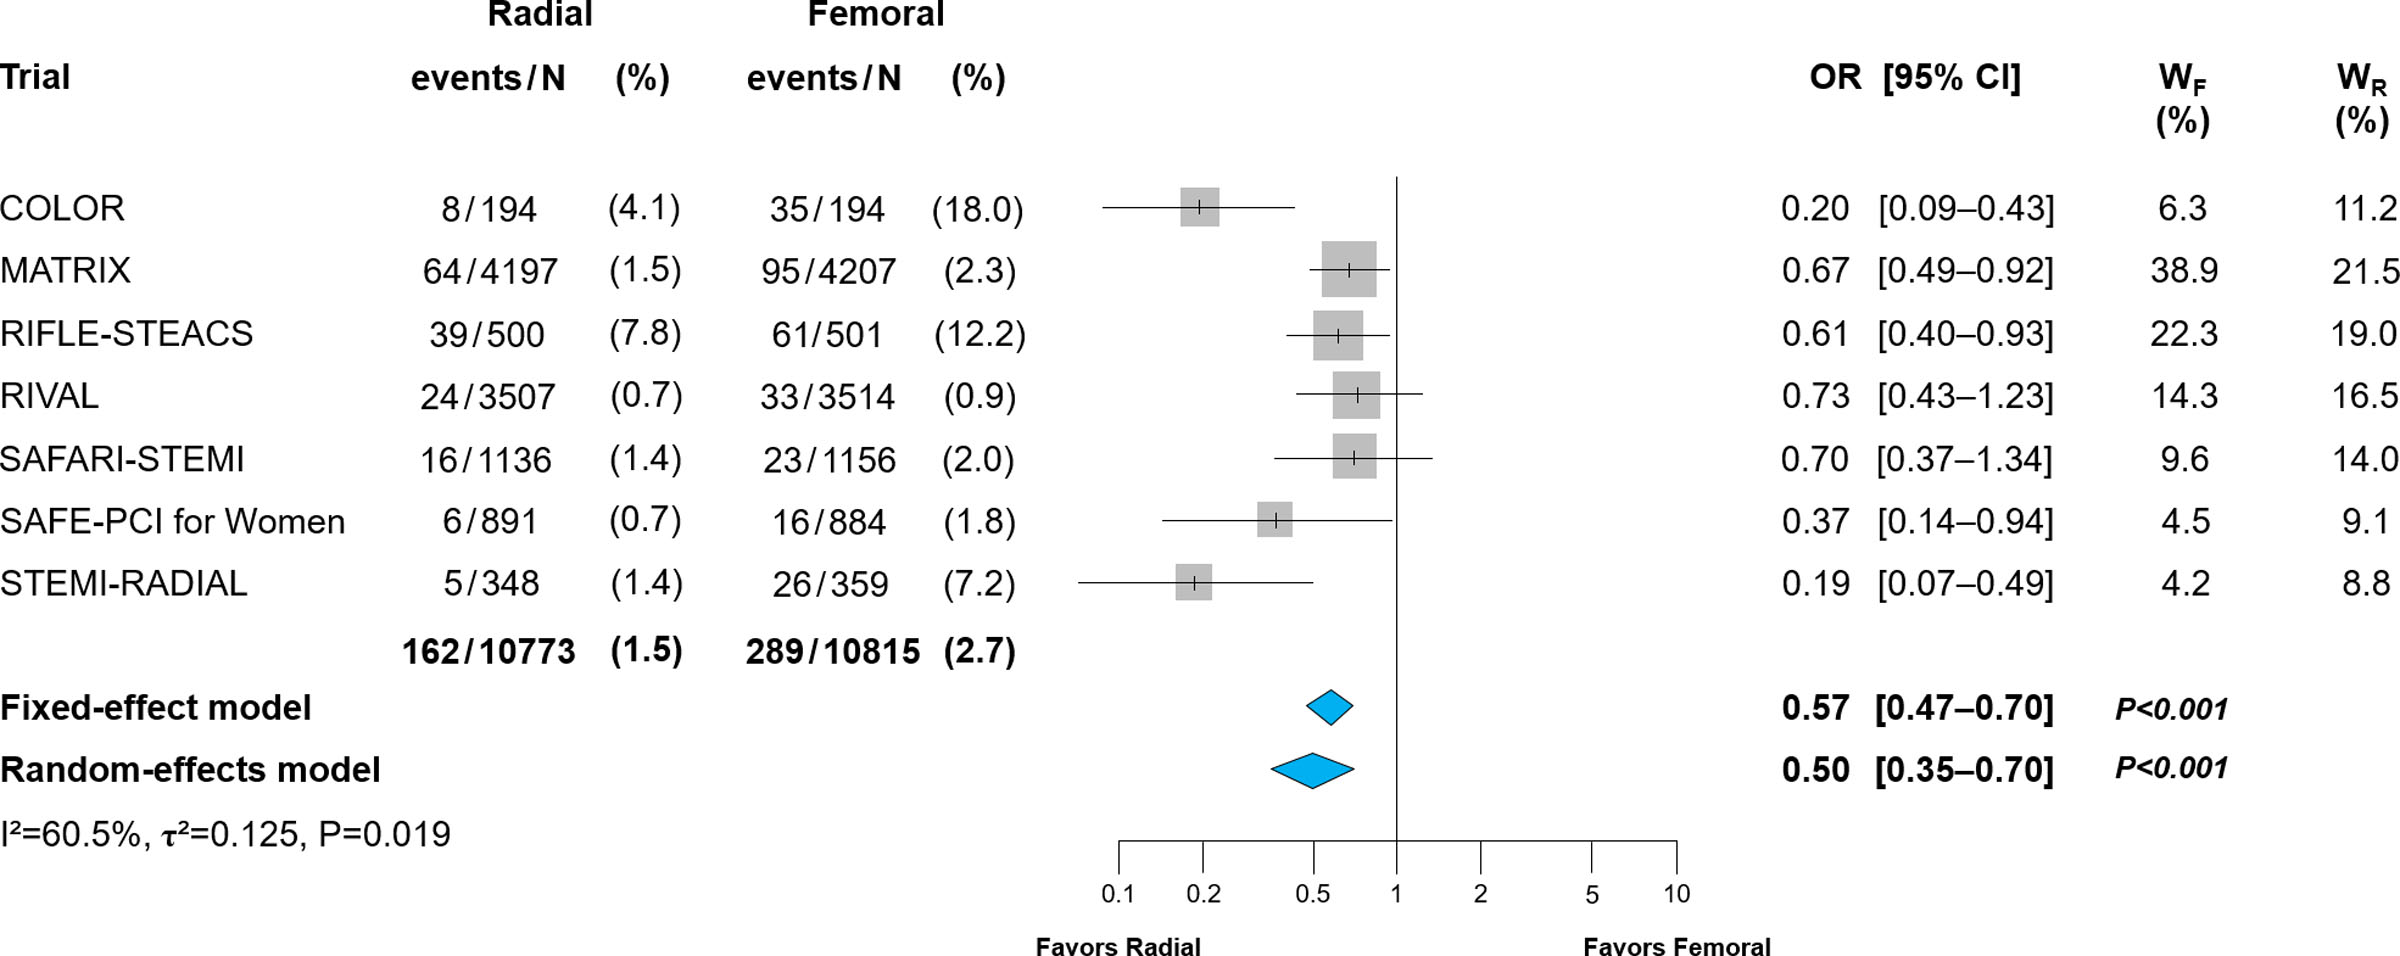 Radial Femoral
Trial events/N (%) events/N (%) OR [95% CI] WF WR
(%) (%)
COLOR 8/194 (4.1) 35/194 (18.0) 0.20 [0.09–0.43] 6.3 11.2
MATRIX 64/4197 (1.5) 95/4207 (2.3) 0.67 [0.49–0.92] 38.9 21.5
RIFLE-STEACS 39/500 (7.8) 61/501 (12.2) 0.61 [0.40–0.93] 22.3 19.0
RIVAL 24/3507 (0.7) 33/3514 (0.9) 0.73 [0.43–1.23] 14.3 16.5
SAFARI-STEMI 16/1136 (1.4) 23/1156 (2.0) 0.70 [0.37–1.34] 9.6 14.0
SAFE-PCI for Women 6/891 (0.7) 16/884 (1.8) 0.37 [0.14–0.94] 4.5 9.1
STEMI-RADIAL 5/348 (1.4) 26/359 (7.2) 0.19 [0.07–0.49] 4.2 8.8
162/10773 (1.5) 289/10815 (2.7)
Fixed-effect model 0.57 [0.47–0.70] P<0.001
Random-effects model 0.50 [0.35–0.70] P<0.001
I²=60.5%, τ²=0.125, P=0.019
0.1 0.2 0.5 1 2 5 10
Favors Radial Favors Femoral